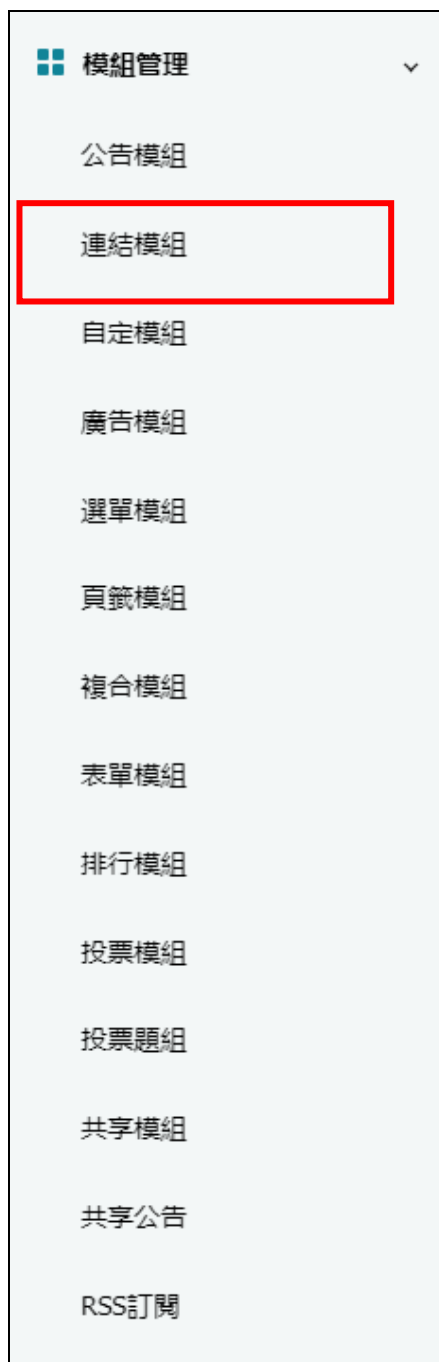 模組管理
公告模組
連結模組
自定模組
廣告模組
選單模組
頁籤模組
複合模組
表單模組
排行模組
投票模組
投票題組
共享模組
共享公告
RSS訂閱